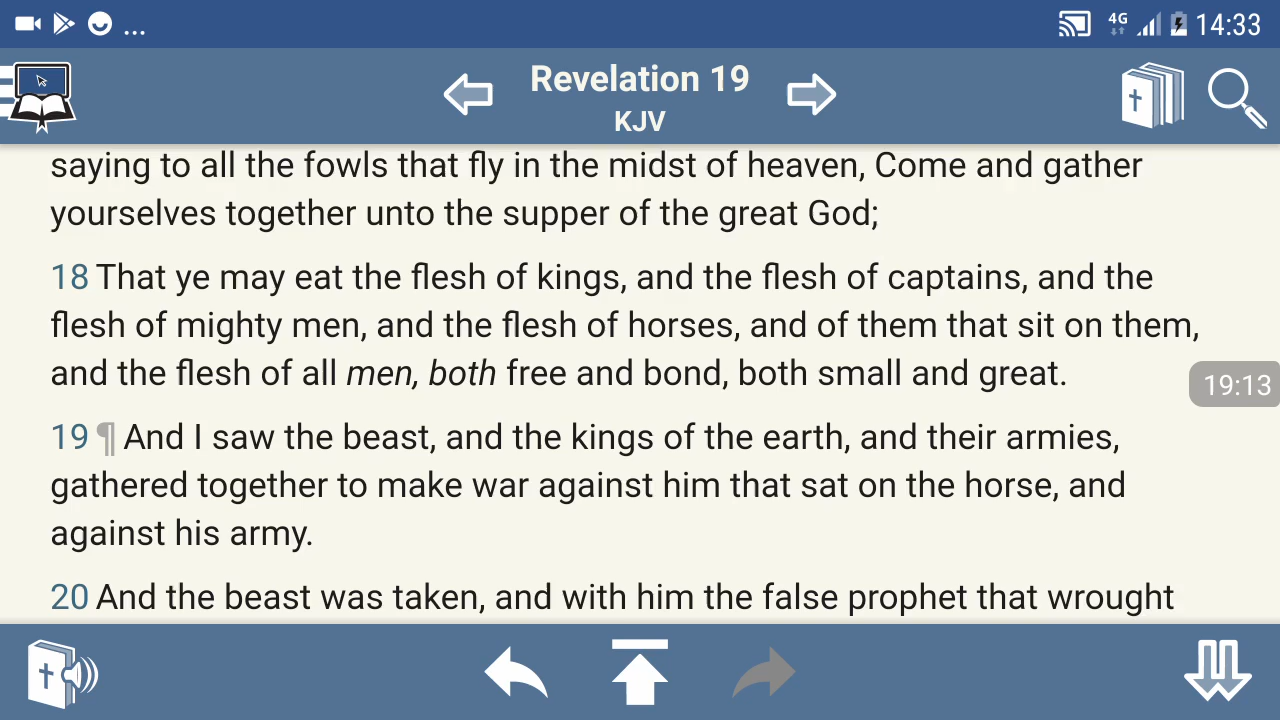 ...
4G
14:33
Revelation 19
KJV
saying to all the fowls that fly in the midst of heaven, Come and gather
yourselves together unto the supper of the great God;
18 That ye may eat the flesh of kings, and the flesh of captains, and the
flesh of mighty men, and the flesh of horses, and of them that sit on them,
and the flesh of all men, both free and bond, both small and great.
19:13
19 ¶ And I saw the beast, and the kings of the earth, and their armies,
gathered together to make war against him that sat on the horse, and
against his army.
20 And the beast was taken, and with him the false prophet that wrought